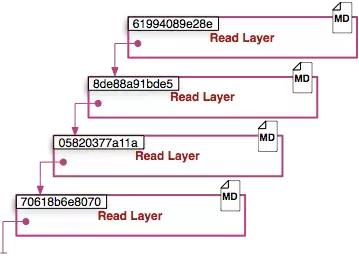 61994089e28e
MD
Read Layer
8de88a91bde5
MD
Read Layer
05820377a11a
MD
Read Layer
70618b6e8070
MD
Read Layer